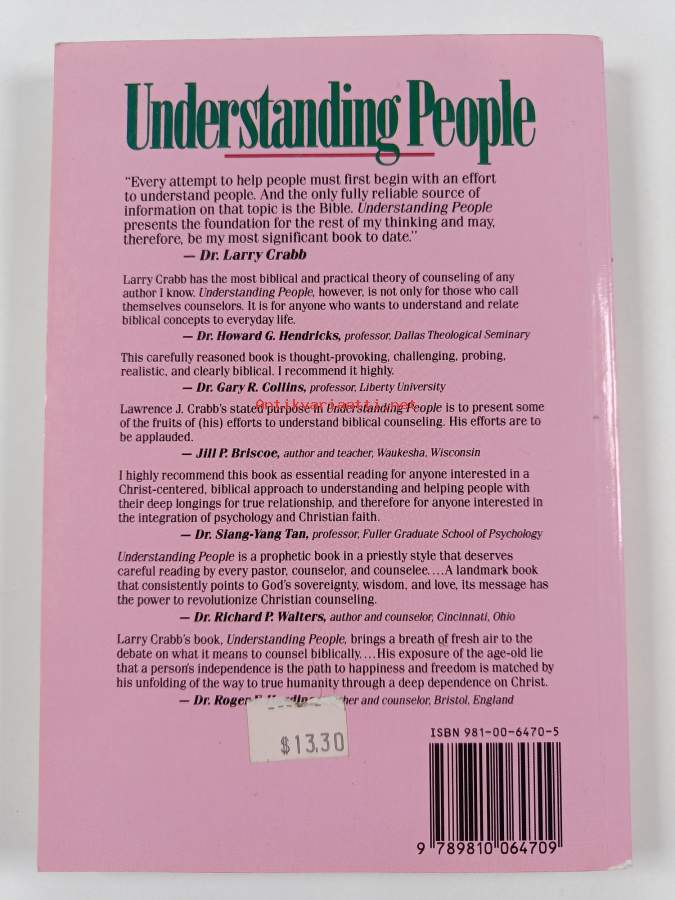 Understanding People
"Every attempt to help people must first begin with an effort
to understand people. And the only fully reliable source of
information on that topic is the Bible. Understanding People
presents the foundation for the rest of my thinking and may,
therefore, be my most significant book to date."
— Dr. Larry Crabb
Larry Crabb has the most biblical and practical theory of counseling of any
author I know. Understanding People, however, is not only for those who call
themselves counselors. It is for anyone who wants to understand and relate
biblical concepts to everyday life.
— Dr. Howard G. Hendricks, professor, Dallas Theological Seminary
This carefully reasoned book is thought-provoking, challenging, probing,
realistic, and clearly biblical. I recommend it highly.
— Dr. Gary R. Collins, professor, Liberty University
Antikvariaatti.net
Lawrence J. Crabb's stated purpose in Understanding People is to present some
of the fruits of (his) efforts to understand biblical counseling. His efforts are to
be applauded.
— Jill P. Briscoe, author and teacher, Waukesha, Wisconsin
I highly recommend this book as essential reading for anyone interested in a
Christ-centered, biblical approach to understanding and helping people with
their deep longings for true relationship, and therefore for anyone interested in
the integration of psychology and Christian faith.
— Dr. Siang-Yang Tan, professor, Fuller Graduate School of Psychology
Understanding People is a prophetic book in a priestly style that deserves
careful reading by every pastor, counselor, and counselee....A landmark book
that consistently points to God's sovereignty, wisdom, and love, its message has
the power to revolutionize Christian counseling.
— Dr. Richard P. Walters, author and counselor, Cincinnati, Ohio
Larry Crabb's book, Understanding People, brings a breath of fresh air to the
debate on what it means to counsel biblically....His exposure of the age-old lie
that a person's independence is the path to happiness and freedom is matched by
his unfolding of the way to true humanity through a deep dependence on Christ.
— Dr. Roger and counselor, Bristol, England
$13.30
ISBN 981-00-6470-5
9 789810 064709